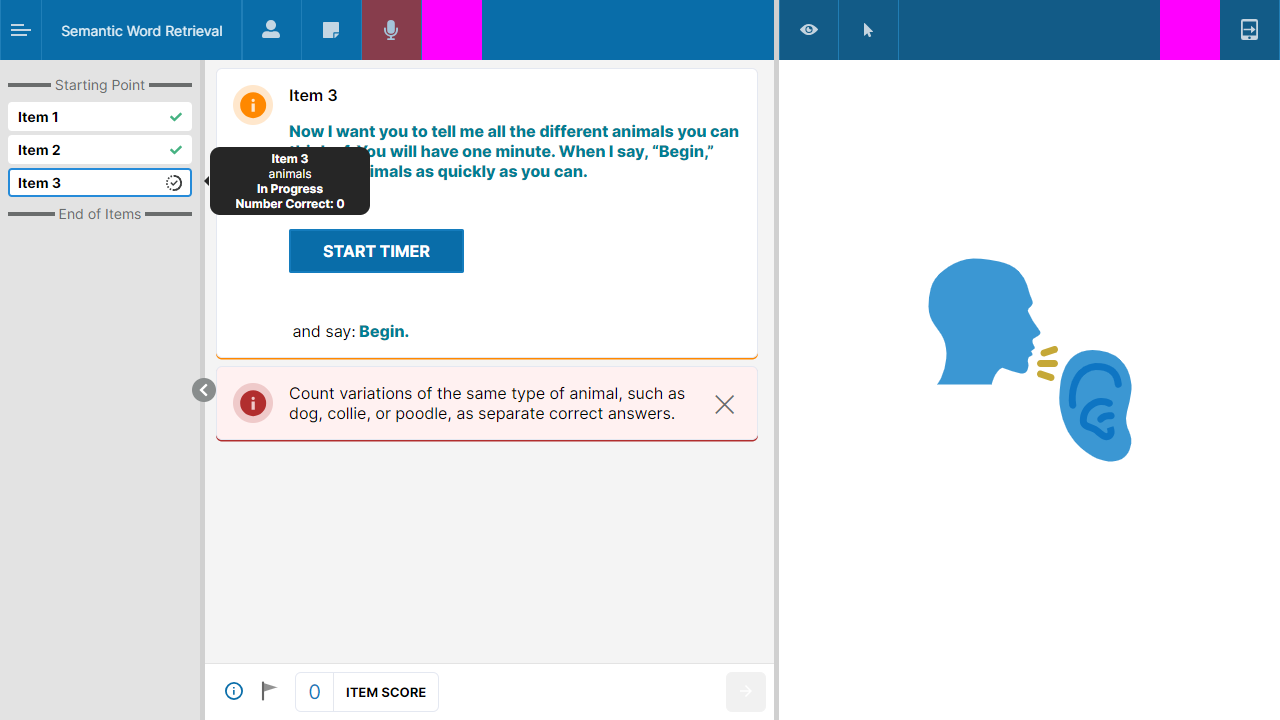 Semantic Word Retrieval
Starting Point
Item 1
Item 2
Item 3
End of Items
Item 3
Now I want you to tell me all the different animals you can
You will have one minute. When I say, “Begin,”
as quickly as you can.
Item 3
animals
In Progress
Number Correct: 0
START TIMER
and say: Begin.
Count variations of the same type of animal, such as
dog, collie, or poodle, as separate correct answers.
0 ITEM SCORE